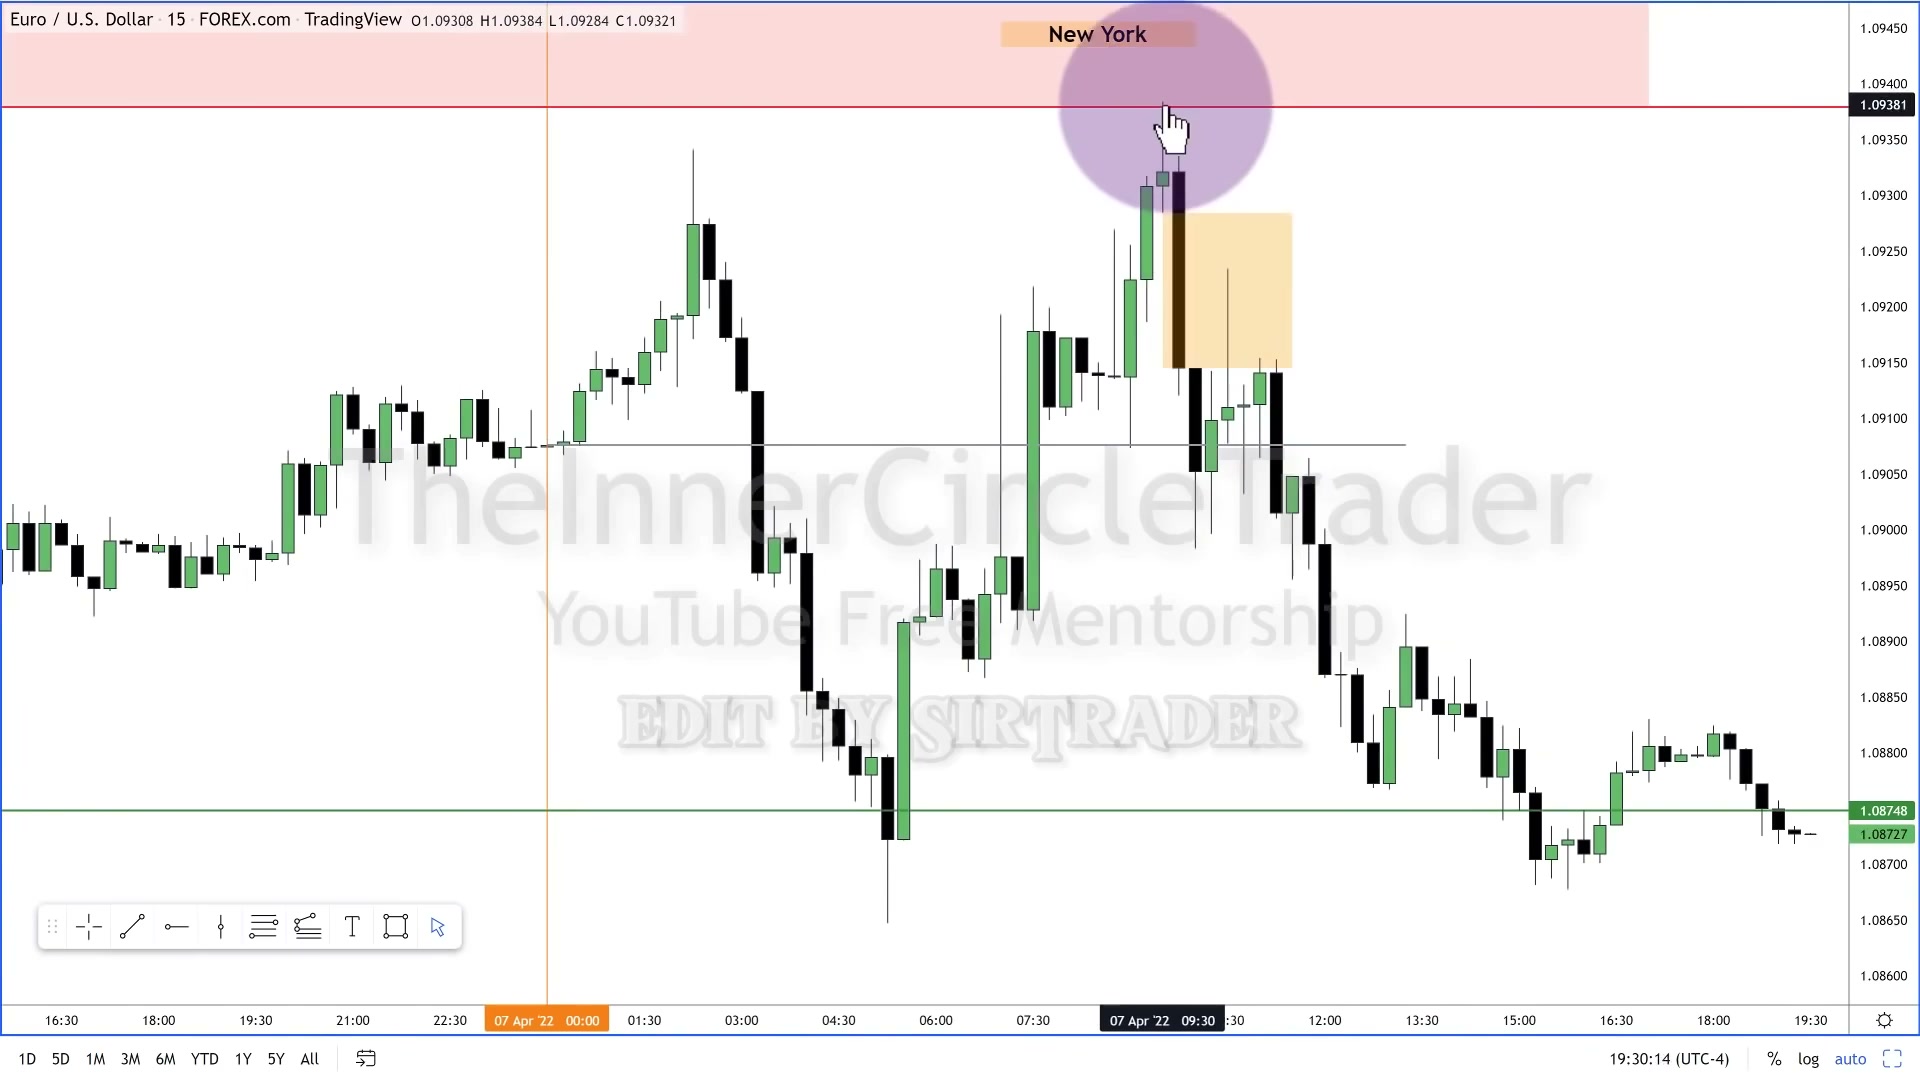 Euro / U.S. Dollar · 15 · FOREX.com · TradingView O1.09308 H1.09384 L1.09284 C1.09321
New York
1.09450
1.09400
1.09381
1.09350
1.09300
1.09250
1.09200
1.09150
1.09100
1.09050
1.09000
1.08950
1.08900
1.08850
1.08800
1.08748
1.08727
1.08700
1.08650
1.08600
TheInnerCircleTrader
YouTube Free Mentorship
EDIT BY SIRTRADER
T
16:30 18:00 19:30 21:00 22:30 07 Apr '22 00:00 01:30 03:00 04:30 06:00 07:30 07 Apr '22 09:30 :30 12:00 13:30 15:00 16:30 18:00 19:30
1D 5D 1M 3M 6M YTD 1Y 5Y All 19:30:14 (UTC-4) % log auto